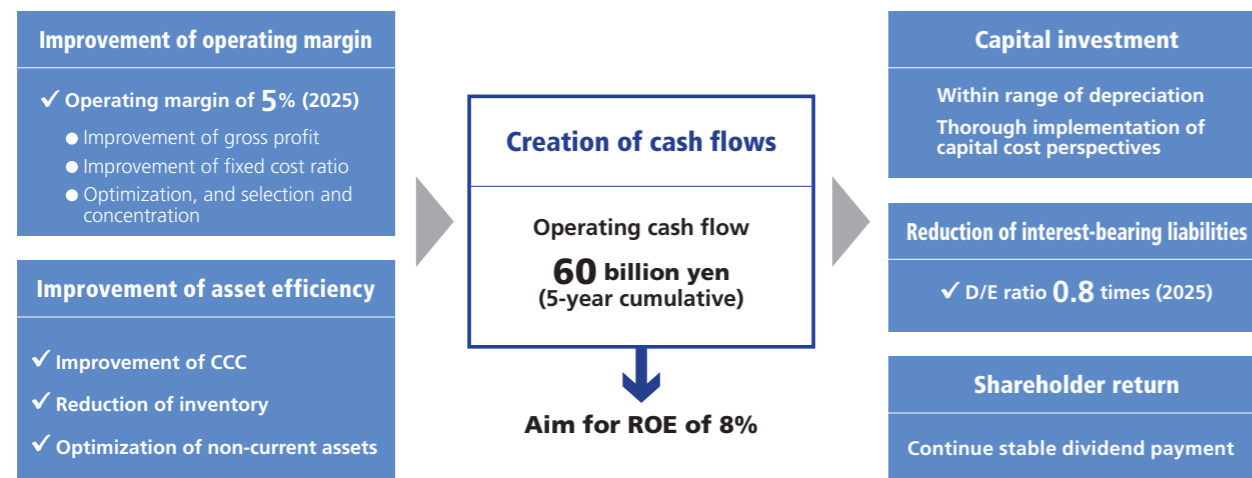 Improvement of operating margin
✓ Operating margin of 5% (2025)
● Improvement of gross profit
● Improvement of fixed cost ratio
● Optimization, and selection and
concentration
Improvement of asset efficiency
✓ Improvement of CCC
✓ Reduction of inventory
✓ Optimization of non-current assets
Creation of cash flows
Operating cash flow
60 billion yen
(5-year cumulative)
Aim for ROE of 8%
Capital investment
Within range of depreciation
Thorough implementation of
capital cost perspectives
Reduction of interest-bearing liabilities
✓ D/E ratio 0.8 times (2025)
Shareholder return
Continue stable dividend payment